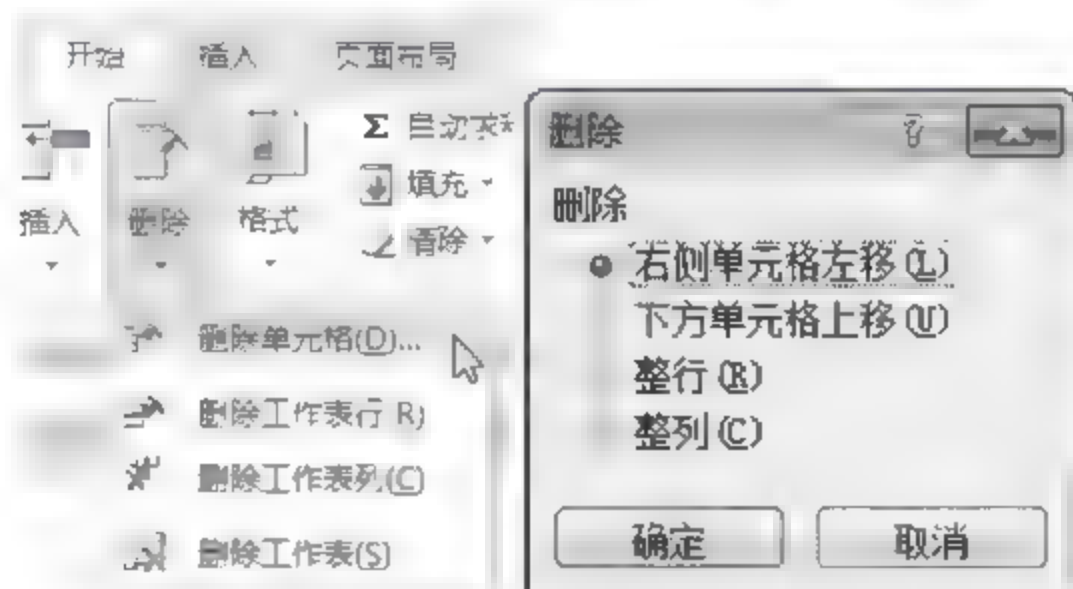 开始 插入 页面布局
插入
删除
格式
Σ 自动求和
填充
清除
删除单元格(D)...
删除工作表行 R)
删除工作表列(C)
删除工作表(S)
删除
删除
右侧单元格左移(L)
下方单元格上移(U)
整行(R)
整列(C)
确定 取消